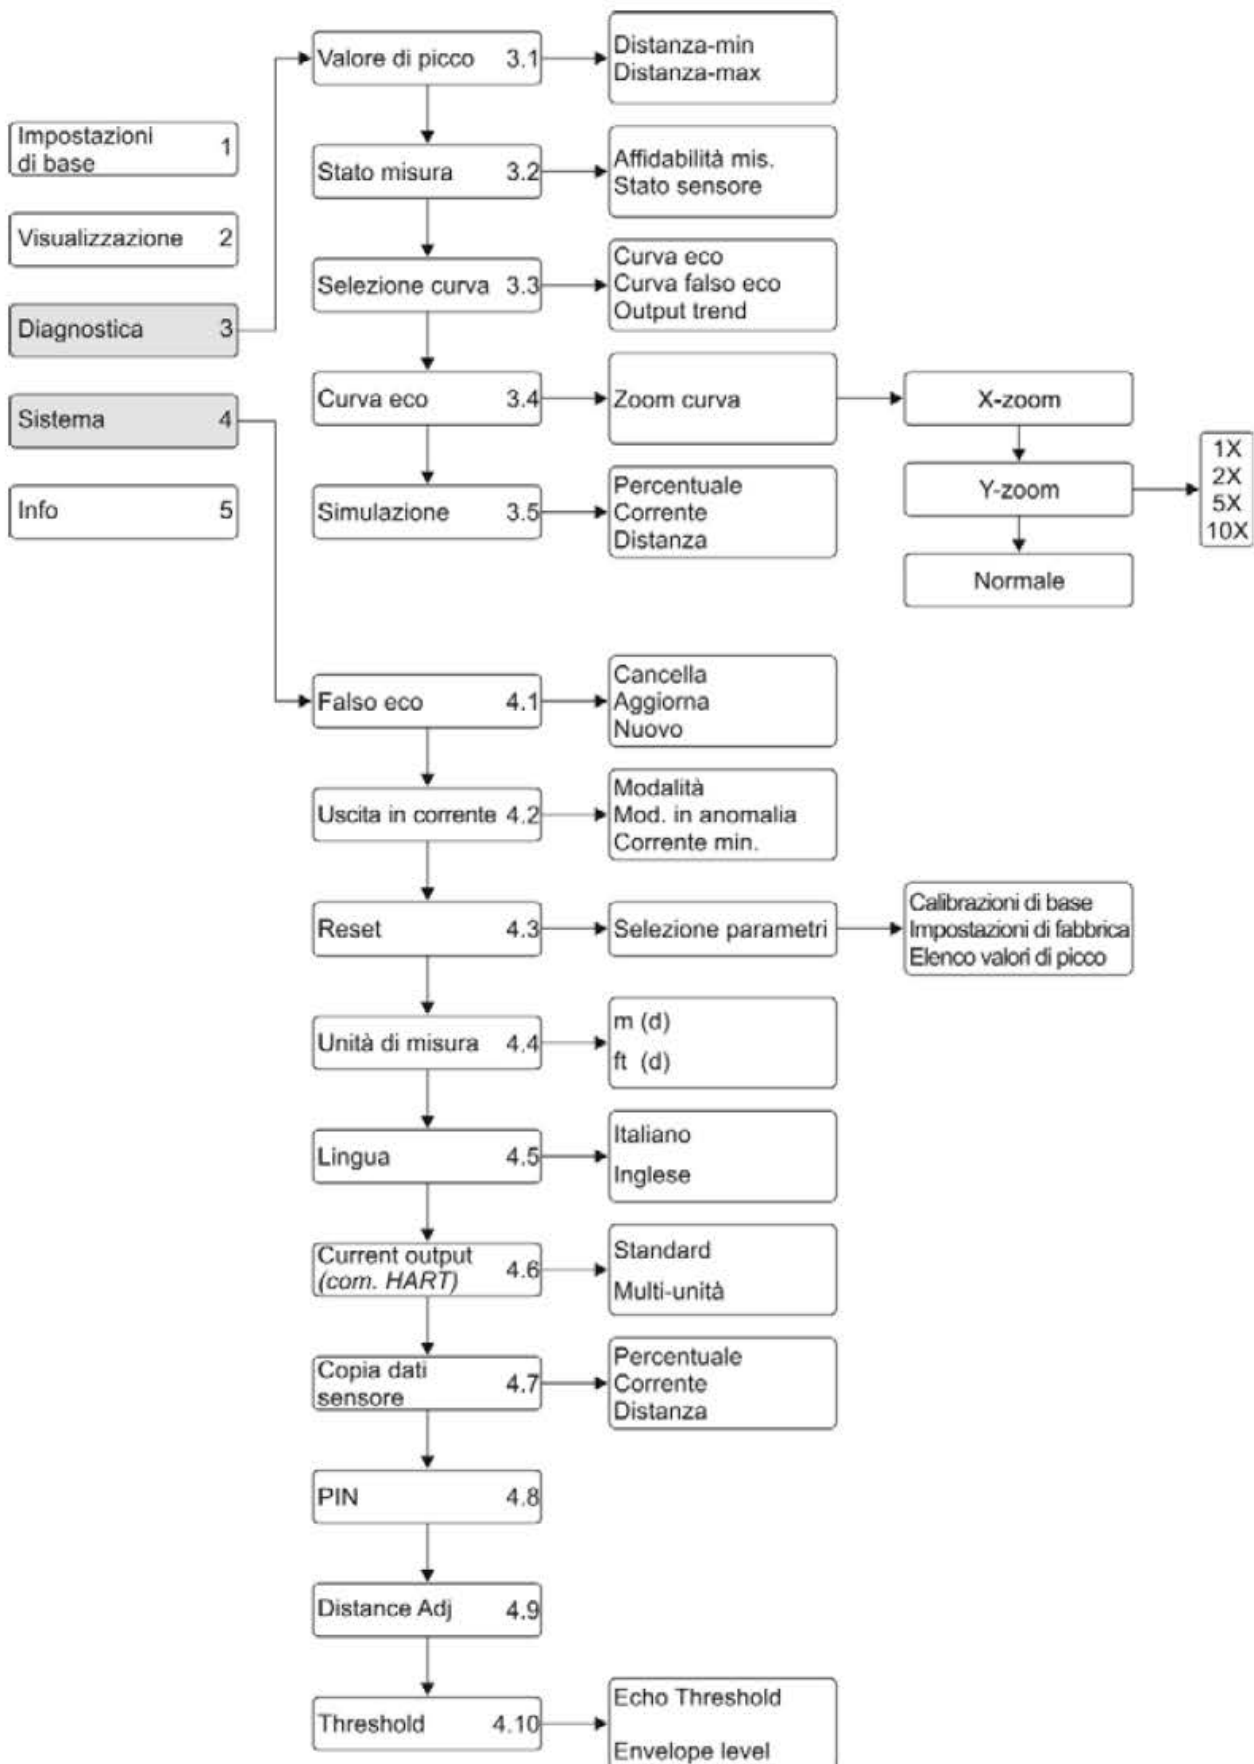 Impostazioni
di base 1
Visualizzazione 2
Diagnostica 3
Sistema 4
Info 5
Valore di picco 3.1
Distanza-min
Distanza-max
Stato misura 3.2
Affidabilità mis.
Stato sensore
Selezione curva 3.3
Curva eco
Curva falso eco
Output trend
Curva eco 3.4
Zoom curva
X-zoom
Y-zoom
Normale
1X
2X
5X
10X
Simulazione 3.5
Percentuale
Corrente
Distanza
Falso eco 4.1
Cancella
Aggiorna
Nuovo
Uscita in corrente 4.2
Modalità
Mod. in anomalia
Corrente min.
Reset 4.3
Selezione parametri
Calibrazioni di base
Impostazioni di fabbrica
Elenco valori di picco
Unità di misura 4.4
m (d)
ft (d)
Lingua 4.5
Italiano
Inglese
Current output
(com. HART) 4.6
Standard
Multi-unità
Copia dati
sensore 4.7
Percentuale
Corrente
Distanza
PIN 4.8
Distance Adj 4.9
Threshold 4.10
Echo Threshold
Envelope level